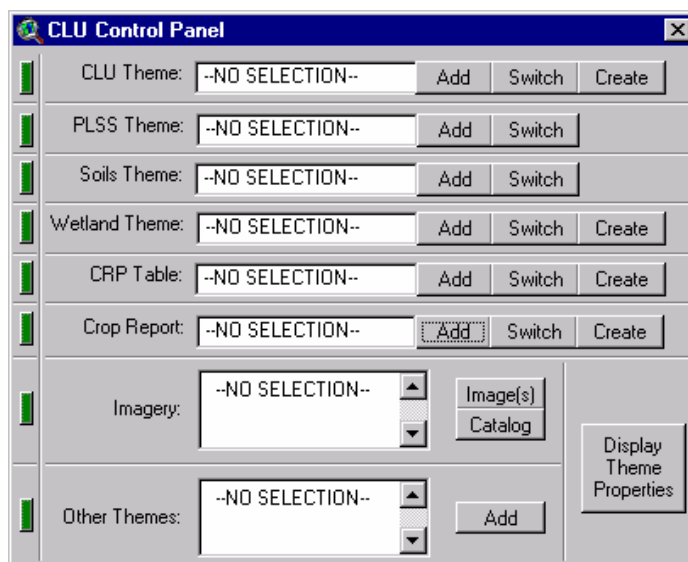 CLU Control Panel
CLU Theme: --NO SELECTION-- Add Switch Create
PLSS Theme: --NO SELECTION-- Add Switch
Soils Theme: --NO SELECTION-- Add Switch
Wetland Theme: --NO SELECTION-- Add Switch Create
CRP Table: --NO SELECTION-- Add Switch Create
Crop Report: --NO SELECTION-- Add Switch Create
Imagery: --NO SELECTION-- Image(s)
Catalog
Display
Theme
Properties
Other Themes: --NO SELECTION-- Add